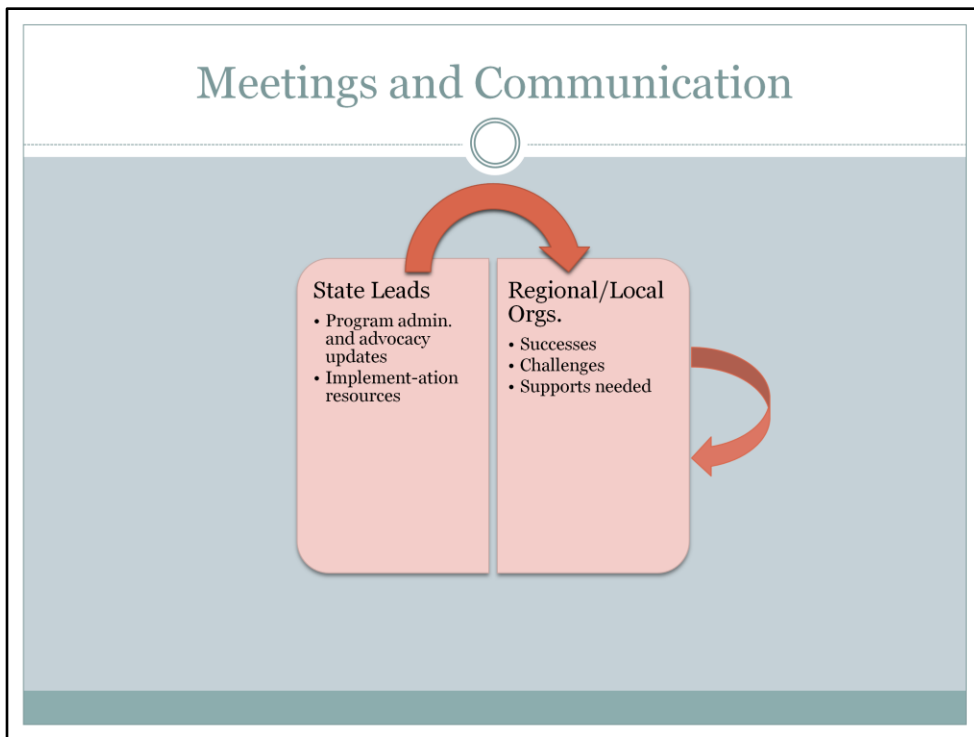 Meetings and Communication
State Leads
• Program admin.
and advocacy
updates
• Implement-ation
resources
Regional/Local
Orgs.
• Successes
• Challenges
• Supports needed